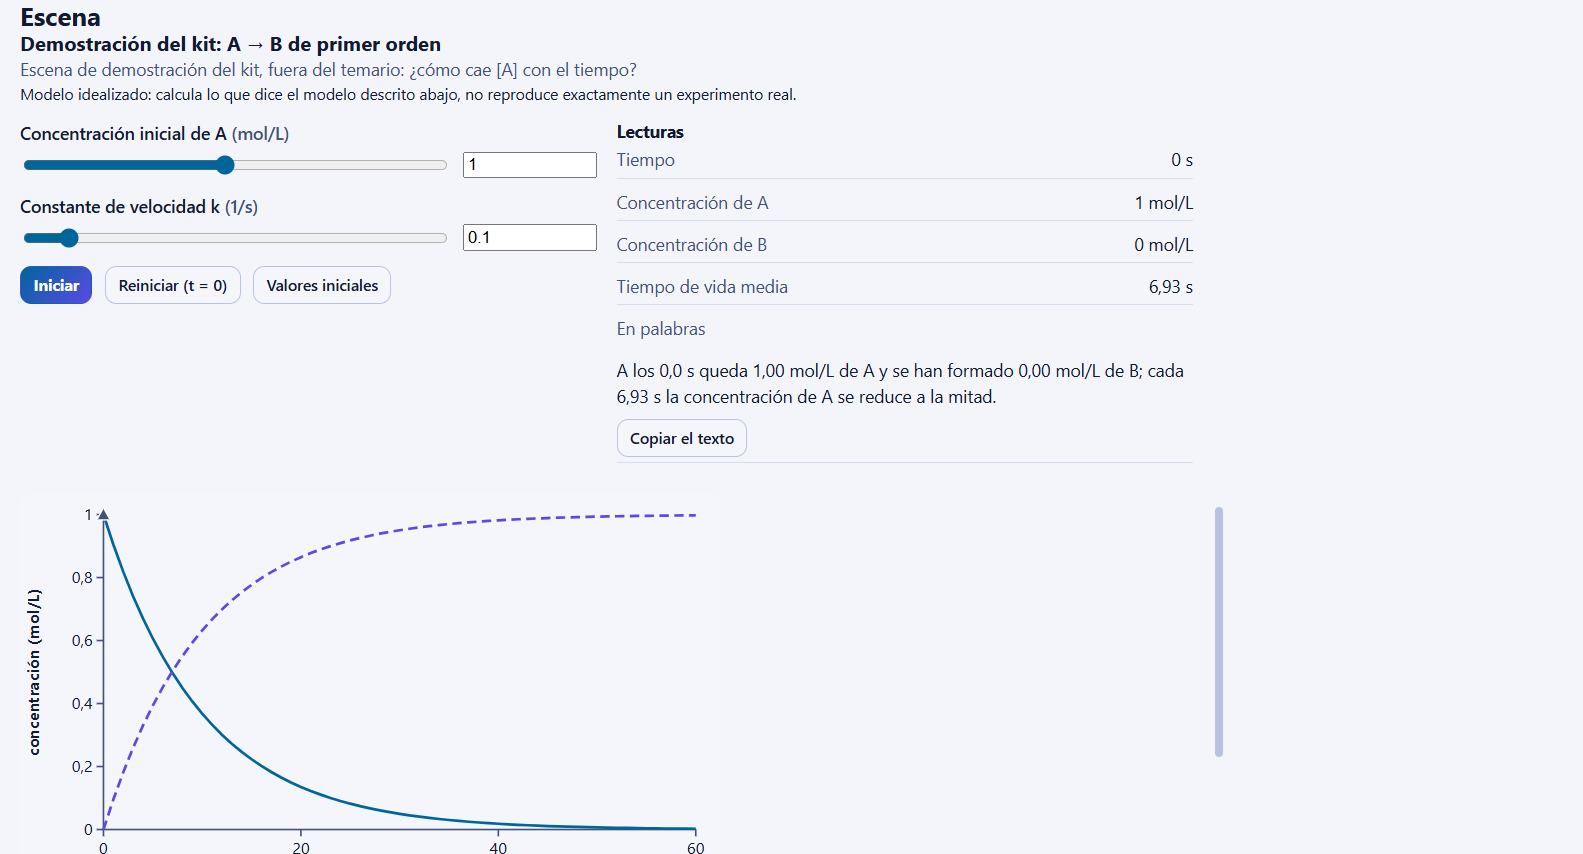 Escena
Demostración del kit: A → B de primer orden
Escena de demostración del kit, fuera del temario: ¿cómo cae [A] con el tiempo?
Modelo idealizado: calcula lo que dice el modelo descrito abajo, no reproduce exactamente un experimento real.
Concentración inicial de A (mol/L)
1
Constante de velocidad k (1/s)
0.1
Iniciar
Reiniciar (t = 0)
Valores iniciales
Lecturas
Tiempo 0 s
Concentración de A 1 mol/L
Concentración de B 0 mol/L
Tiempo de vida media 6,93 s
En palabras
A los 0,0 s queda 1,00 mol/L de A y se han formado 0,00 mol/L de B; cada
6,93 s la concentración de A se reduce a la mitad.
Copiar el texto
concentración (mol/L)
1
0,8
0,6
0,4
0,2
0
0 20 40 60